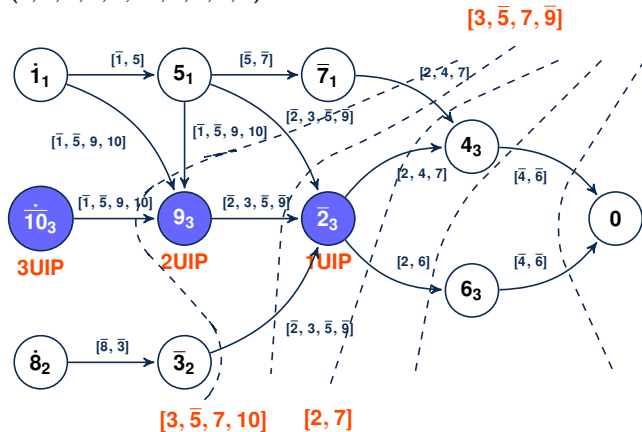 [3, 5̅, 7, 9̅]
[1̅, 5] [5̅, 7̅]
1̇₁ 5₁ 7̅₁ [2, 4, 7]
[2̅, 3, 5̅, 9̅]
[1̅, 5̅, 9, 10] [1̅, 5̅, 9, 10]
4₃
[2, 4, 7] [4̅, 6̅]
[1̅, 5̅, 9, 10] [2̅, 3, 5̅, 9̅]
1̇0̅₃ 9₃ 2̅₃ 0
3UIP 2UIP 1UIP [2, 6] [4̅, 6̅]
6₃
[2̅, 3, 5̅, 9̅]
[8̅, 3̅]
8̇₂ 3̅₂
[3, 5̅, 7, 10] [2, 7]